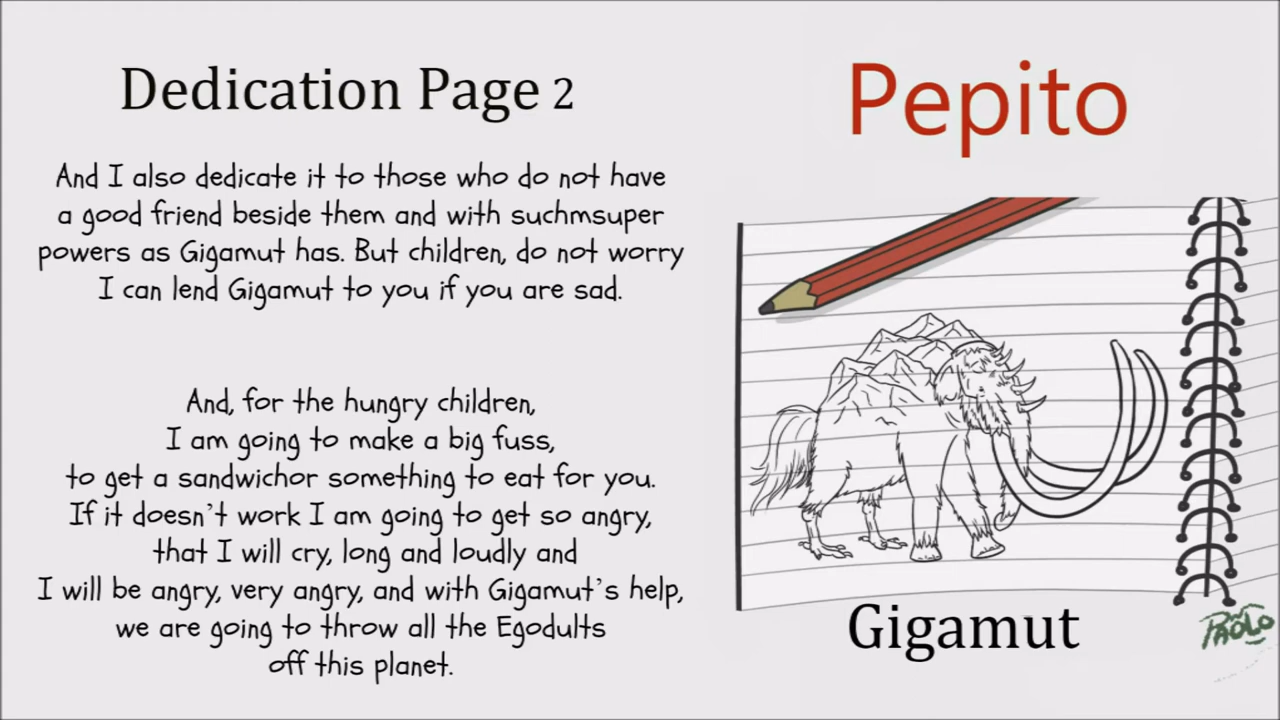 Dedication Page 2
And I also dedicate it to those who do not have
a good friend beside them and with suchmsuper
powers as Gigamut has. But children, do not worry
I can lend Gigamut to you if you are sad.
And, for the hungry children,
I am going to make a big fuss,
to get a sandwichor something to eat for you.
If it doesn't work I am going to get so angry,
that I will cry, long and loudly and
I will be angry, very angry, and with Gigamut's help,
we are going to throw all the Egodults
off this planet.
Pepito
Gigamut
PAOLO